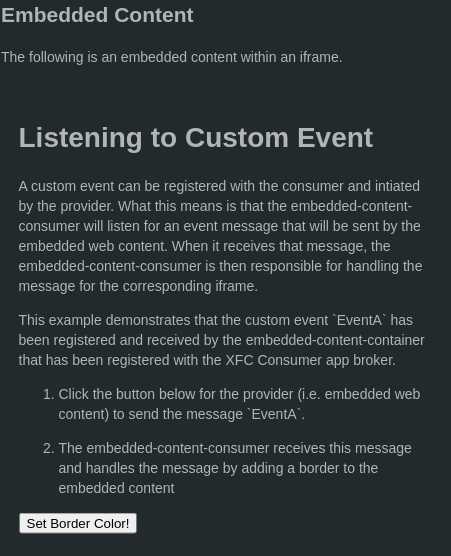 Embedded Content
The following is an embedded content within an iframe.
Listening to Custom Event
A custom event can be registered with the consumer and intiated
by the provider. What this means is that the embedded-content-
consumer will listen for an event message that will be sent by the
embedded web content. When it receives that message, the
embedded-content-consumer is then responsible for handling the
message for the corresponding iframe.
This example demonstrates that the custom event `EventA` has
been registered and received by the embedded-content-container
that has been registered with the XFC Consumer app broker.
1. Click the button below for the provider (i.e. embedded web
content) to send the message `EventA`.
2. The embedded-content-consumer receives this message
and handles the message by adding a border to the
embedded content
Set Border Color!